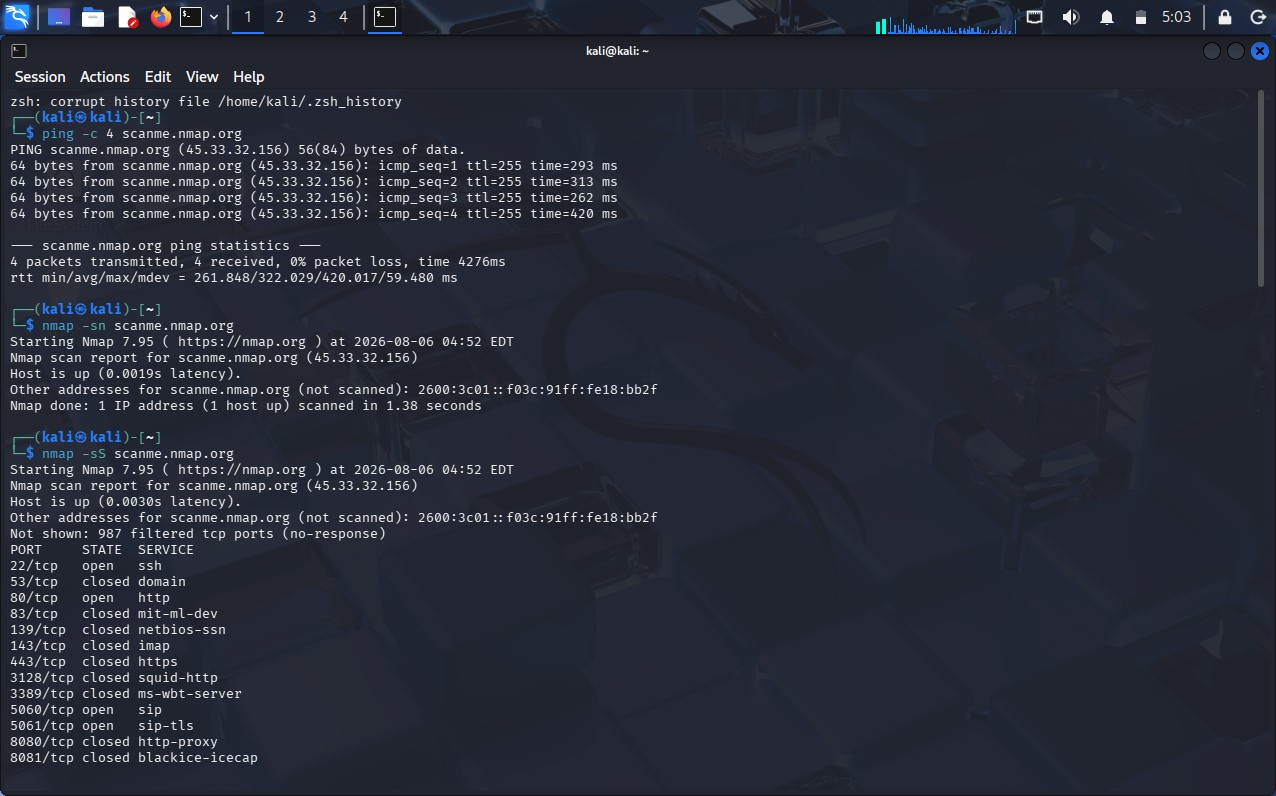 1 2 3 4 5:03
kali@kali: ~
Session Actions Edit View Help
zsh: corrupt history file /home/kali/.zsh_history
┌──(kali㉿kali)-[~]
└─$ ping -c 4 scanme.nmap.org
PING scanme.nmap.org (45.33.32.156) 56(84) bytes of data.
64 bytes from scanme.nmap.org (45.33.32.156): icmp_seq=1 ttl=255 time=293 ms
64 bytes from scanme.nmap.org (45.33.32.156): icmp_seq=2 ttl=255 time=313 ms
64 bytes from scanme.nmap.org (45.33.32.156): icmp_seq=3 ttl=255 time=262 ms
64 bytes from scanme.nmap.org (45.33.32.156): icmp_seq=4 ttl=255 time=420 ms
--- scanme.nmap.org ping statistics ---
4 packets transmitted, 4 received, 0% packet loss, time 4276ms
rtt min/avg/max/mdev = 261.848/322.029/420.017/59.480 ms
┌──(kali㉿kali)-[~]
└─$ nmap -sn scanme.nmap.org
Starting Nmap 7.95 ( https://nmap.org ) at 2026-08-06 04:52 EDT
Nmap scan report for scanme.nmap.org (45.33.32.156)
Host is up (0.0019s latency).
Other addresses for scanme.nmap.org (not scanned): 2600:3c01::f03c:91ff:fe18:bb2f
Nmap done: 1 IP address (1 host up) scanned in 1.38 seconds
┌──(kali㉿kali)-[~]
└─$ nmap -sS scanme.nmap.org
Starting Nmap 7.95 ( https://nmap.org ) at 2026-08-06 04:52 EDT
Nmap scan report for scanme.nmap.org (45.33.32.156)
Host is up (0.0030s latency).
Other addresses for scanme.nmap.org (not scanned): 2600:3c01::f03c:91ff:fe18:bb2f
Not shown: 987 filtered tcp ports (no-response)
PORT STATE SERVICE
22/tcp open ssh
53/tcp closed domain
80/tcp open http
83/tcp closed mit-ml-dev
139/tcp closed netbios-ssn
143/tcp closed imap
443/tcp closed https
3128/tcp closed squid-http
3389/tcp closed ms-wbt-server
5060/tcp open sip
5061/tcp open sip-tls
8080/tcp closed http-proxy
8081/tcp closed blackice-icecap